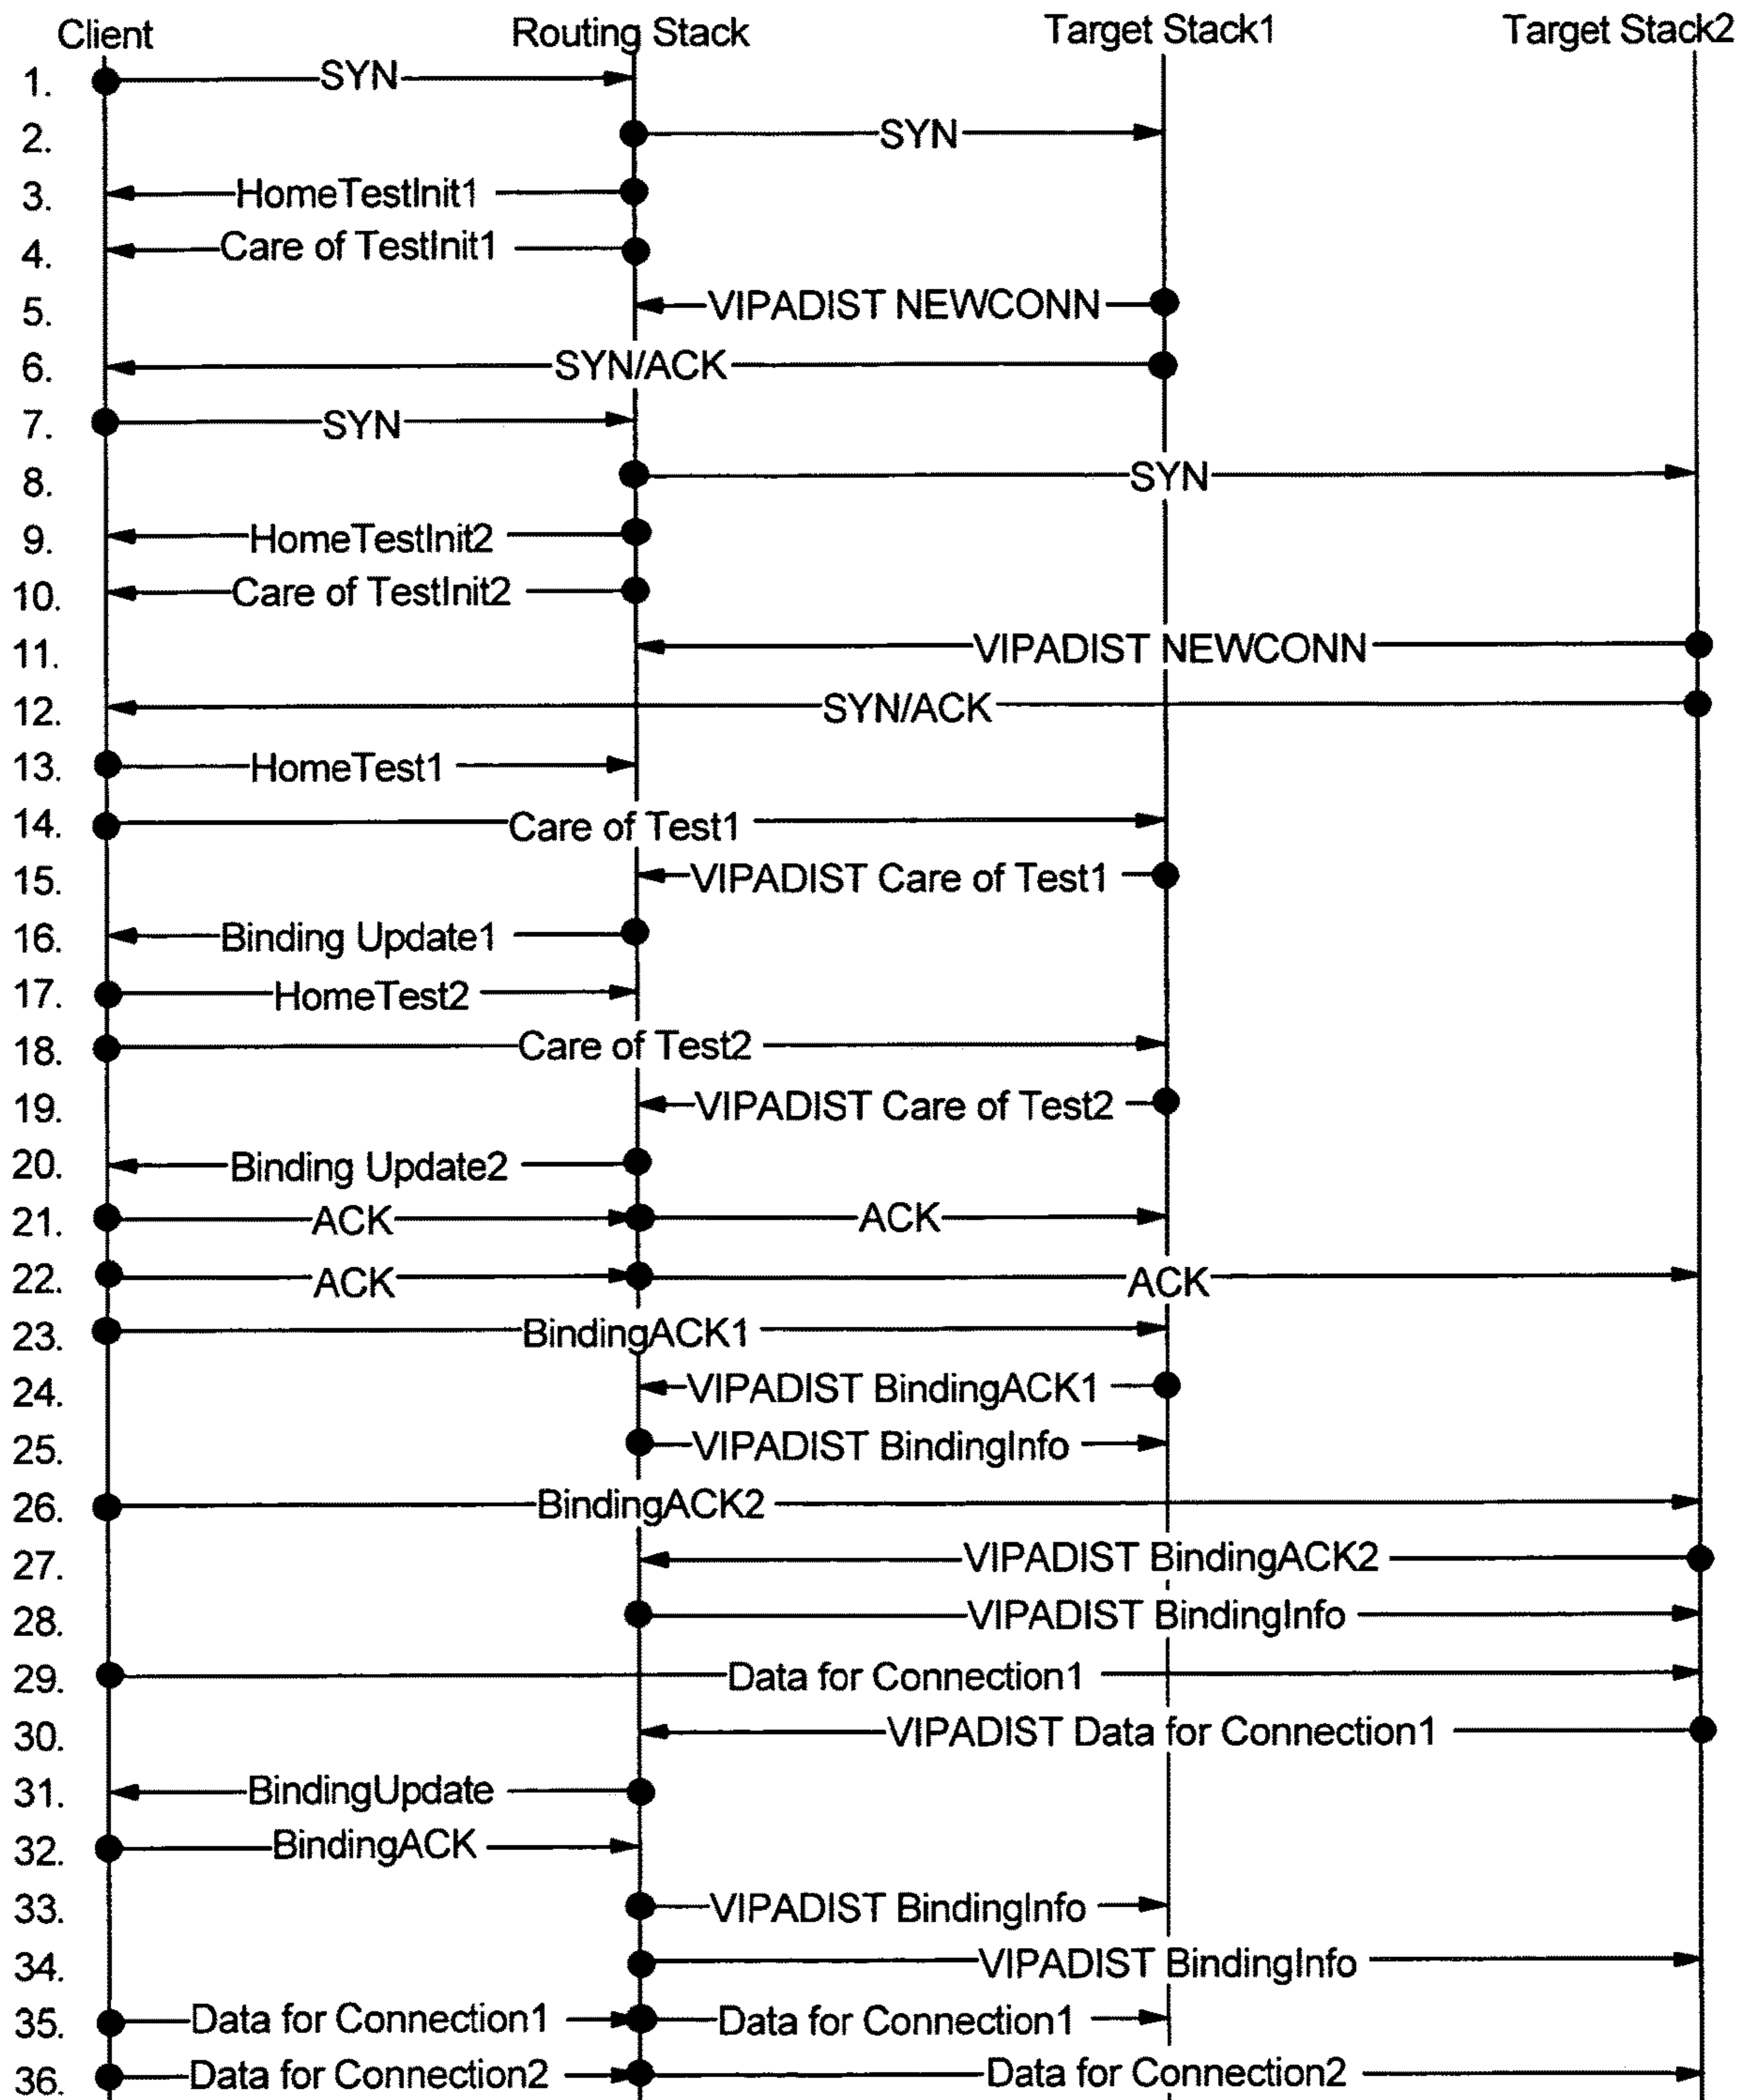 Client Routing Stack Target Stack1 Target Stack2
1. SYN
2. SYN
3. HomeTestInit1
4. Care of TestInit1
5. VIPADIST NEWCONN
6. SYN/ACK
7. SYN
8. SYN
9. HomeTestInit2
10. Care of TestInit2
11. VIPADIST NEWCONN
12. SYN/ACK
13. HomeTest1
14. Care of Test1
15. VIPADIST Care of Test1
16. Binding Update1
17. HomeTest2
18. Care of Test2
19. VIPADIST Care of Test2
20. Binding Update2
21. ACK ACK
22. ACK ACK
23. BindingACK1
24. VIPADIST BindingACK1
25. VIPADIST BindingInfo
26. BindingACK2
27. VIPADIST BindingACK2
28. VIPADIST BindingInfo
29. Data for Connection1
30. VIPADIST Data for Connection1
31. BindingUpdate
32. BindingACK
33. VIPADIST BindingInfo
34. VIPADIST BindingInfo
35. Data for Connection1 Data for Connection1
36. Data for Connection2 Data for Connection2